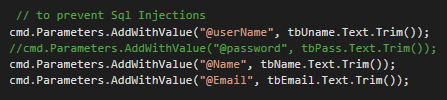 // to prevent Sql Injections
cmd.Parameters.AddWithValue("@userName", tbUname.Text.Trim());
//cmd.Parameters.AddWithValue("@password", tbPass.Text.Trim());
cmd.Parameters.AddWithValue("@Name", tbName.Text.Trim());
cmd.Parameters.AddWithValue("@Email", tbEmail.Text.Trim());